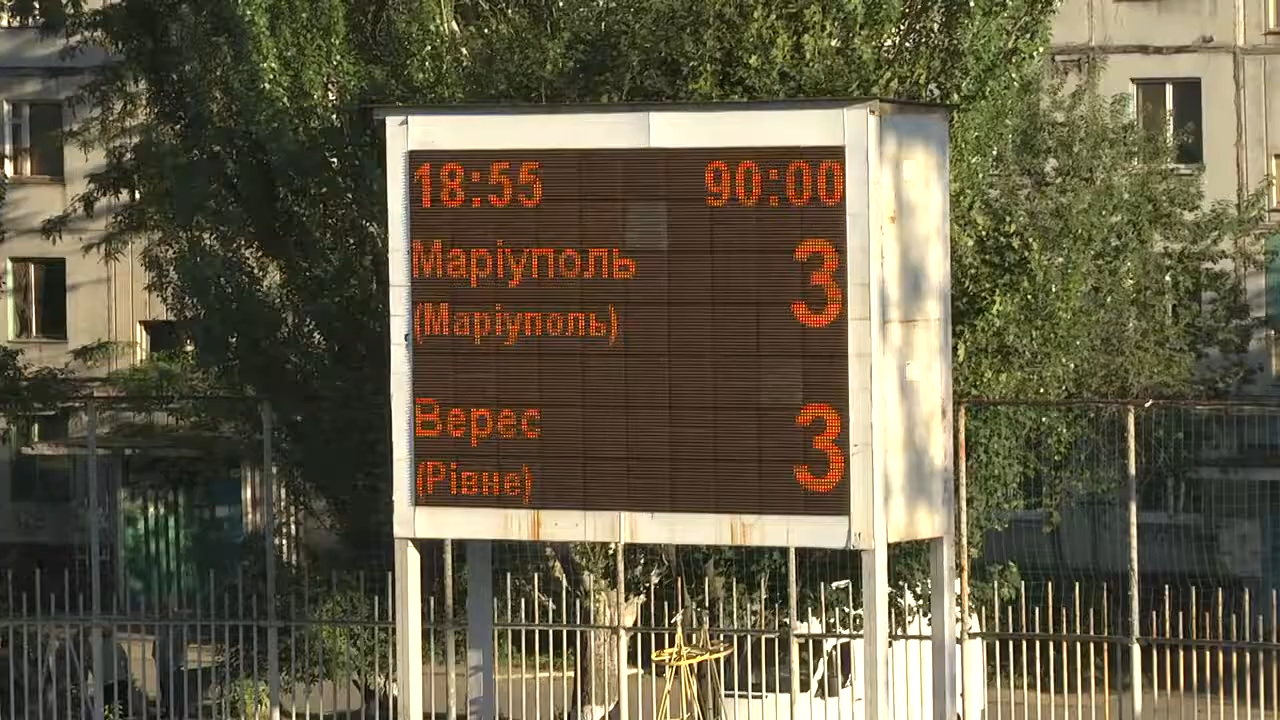 18:55 90:00
Маріуполь 3
(Маріуполь)
Верес 3
(Рівне)